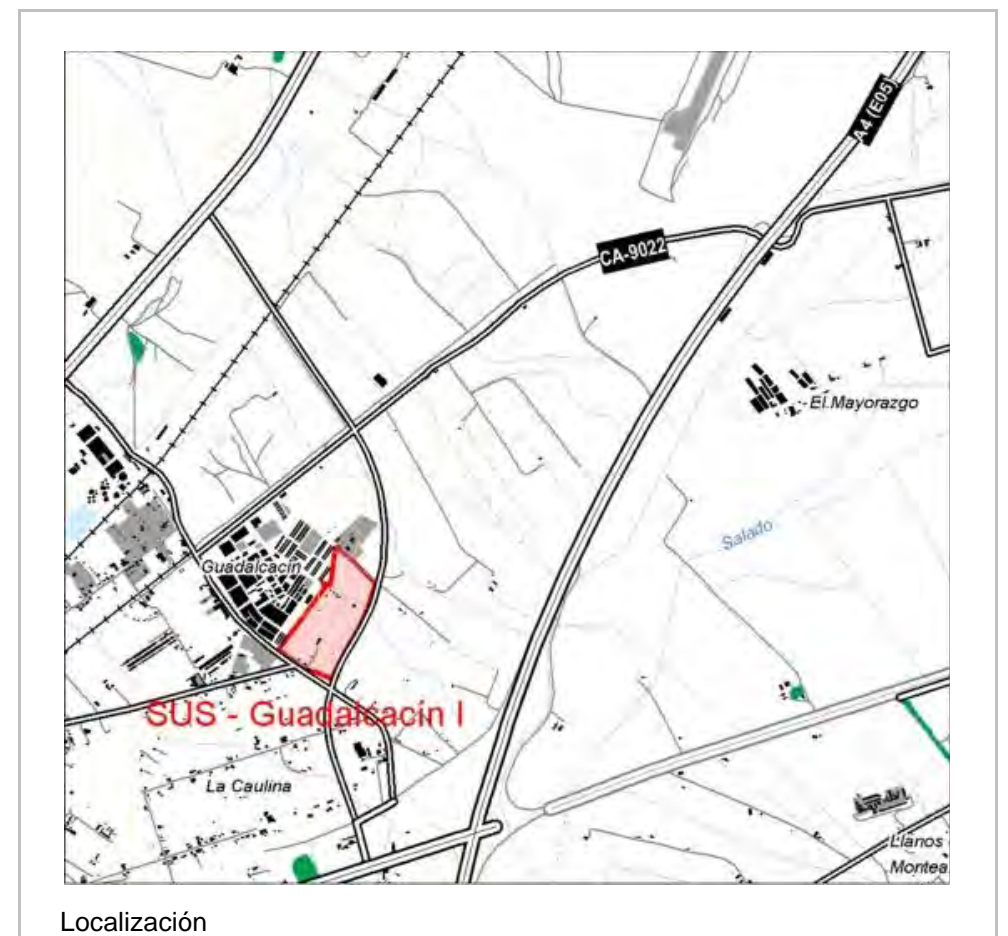 A4 (E05)
CA-9022
El Mayorazgo
Salado
Guadalcacín
SUS - Guadalcacín I
La Caulina
Llanos
Montea
Localización